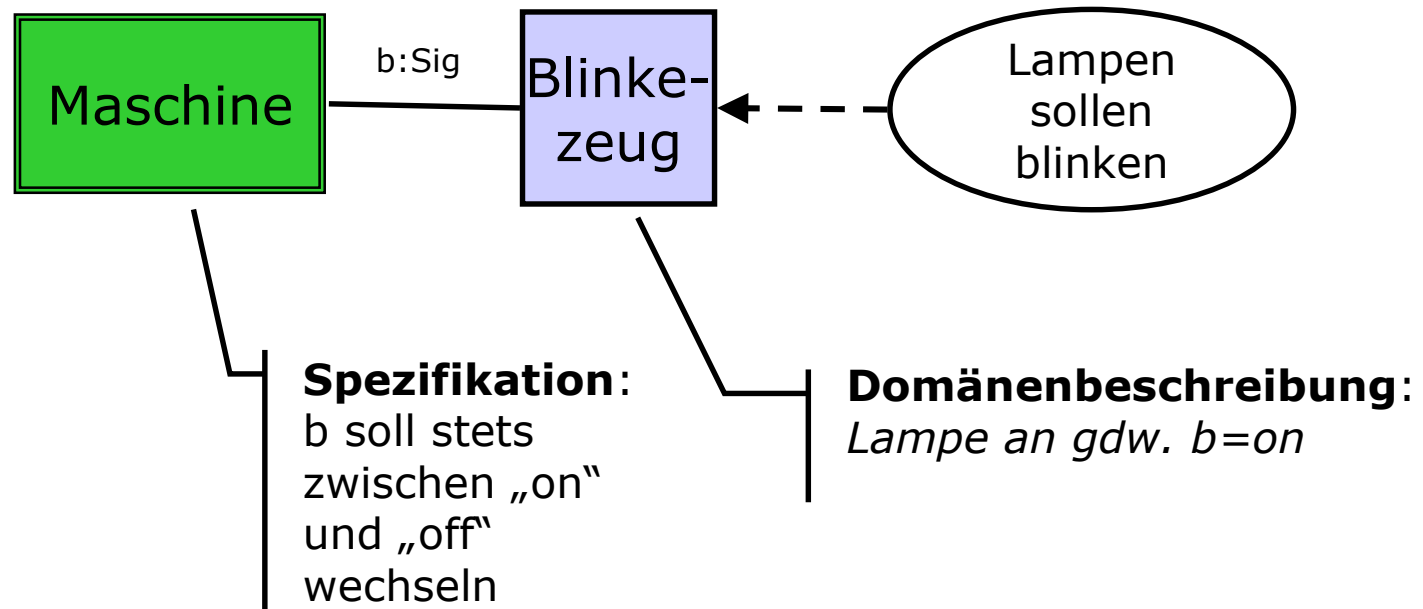 Maschine
b:Sig
Blinke-
zeug
Lampen
sollen
blinken
Spezifikation:
b soll stets
zwischen „on“
und „off“
wechseln
Domänenbeschreibung:
Lampe an gdw. b=on